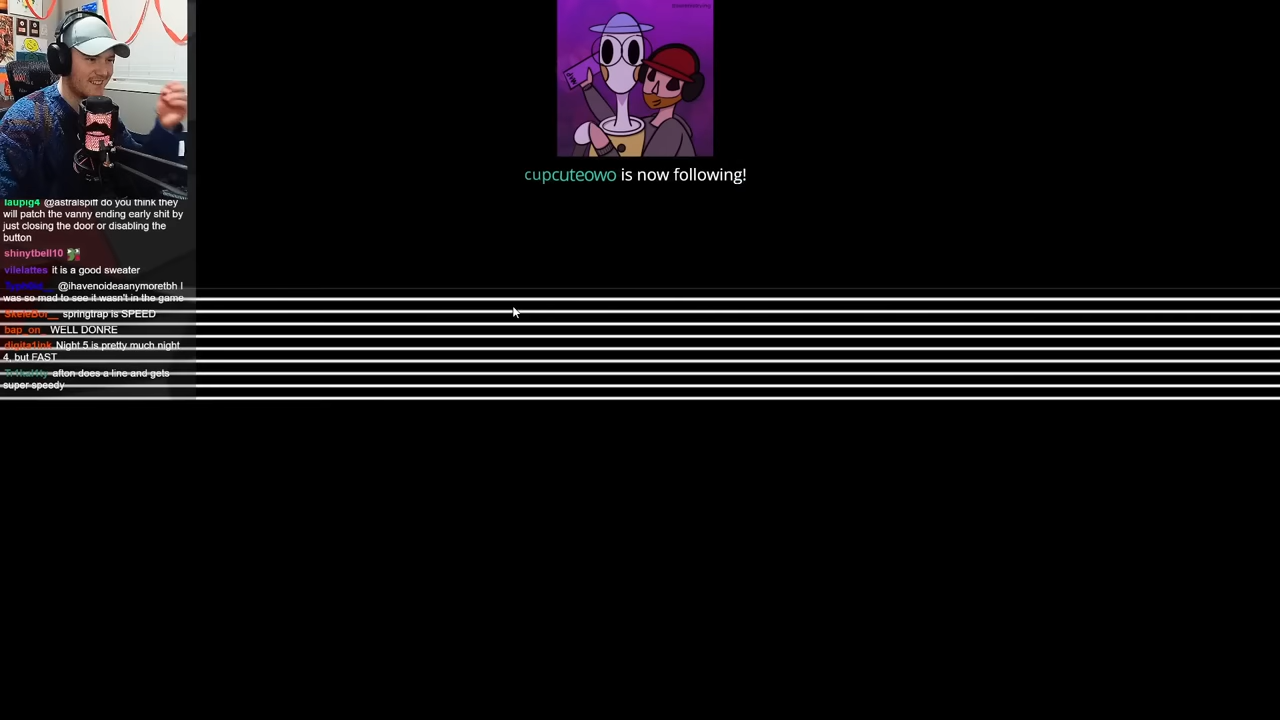 cupcuteowo is now following!
laupig4 @astralspiff do you think they
will patch the vanny ending early shit by
just closing the door or disabling the
button
shinytbell10
vilelattes it is a good sweater
@ihavenoideaanymoretbh I
was so mad to see it wasn't in the game
SkeleBoi__ springtrap is SPEED
bap_on_ WELL DONRE
digita1ink Night 5 is pretty much night
4, but FAST
afton does a line and gets
super speedy